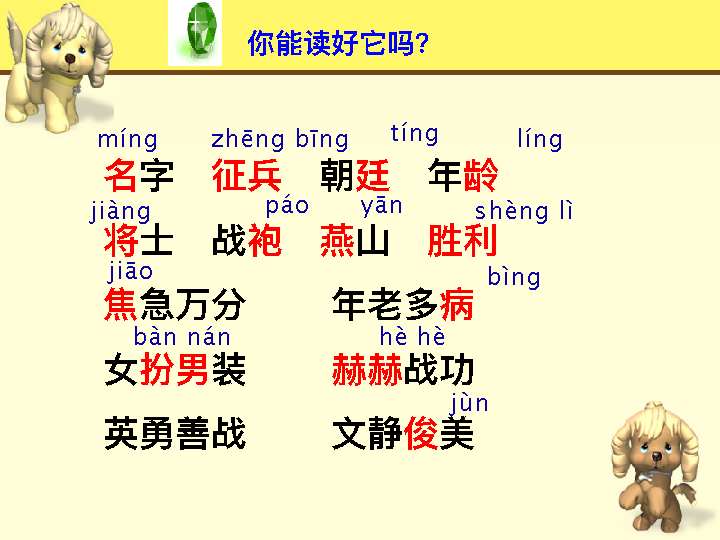 你能读好它吗?
míng zhēng bīng tíng líng
名字 征兵 朝廷 年龄
jiàng páo yān shèng lì
将士 战袍 燕山 胜利
jiāo bìng
焦急万分 年老多病
bàn nán hè hè
女扮男装 赫赫战功
jùn
英勇善战 文静俊美